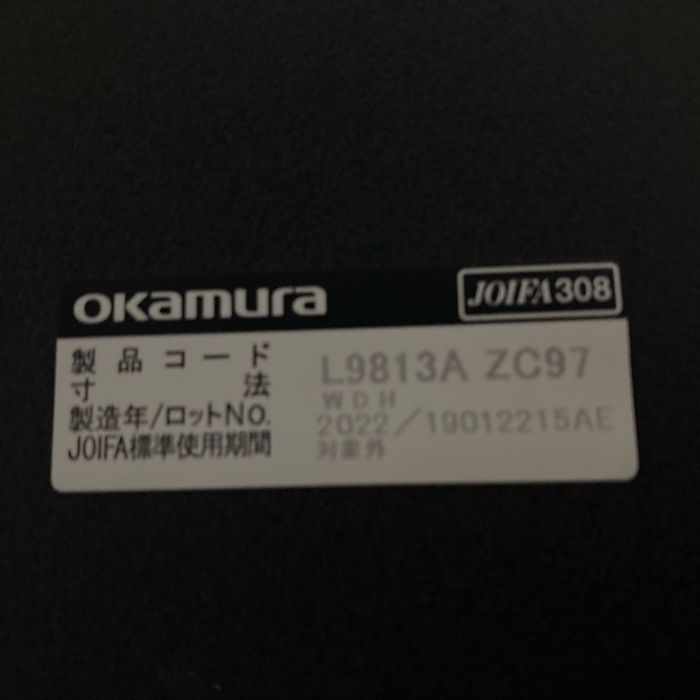 okamura JOIFA308
製品コード L9813A ZC97
寸法 W D H
製造年/ロットNo. 2022/19012215AE
JOIFA標準使用期間 対象外